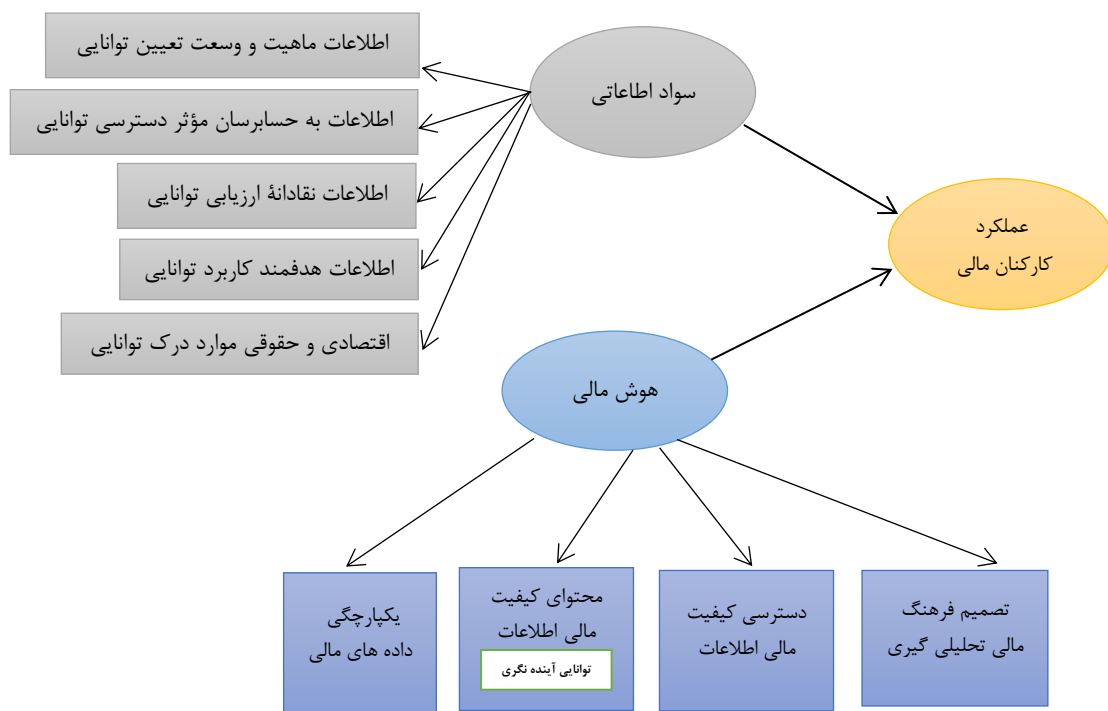 اطلاعات ماهیت و وسعت تعیین توانایی
اطلاعات به حسابرسان مؤثر دسترسی توانایی
اطلاعات نقادانۀ ارزیابی توانایی
اطلاعات هدفمند کاربرد توانایی
اقتصادی و حقوقی موارد درک توانایی
سواد اطاعاتی
عملکرد
کارکنان مالی
هوش مالی
تصمیم فرهنگ
مالی تحلیلی گیری
دسترسی کیفیت
مالی اطلاعات
محتوای کیفیت
مالی اطلاعات
توانایی آینده نگری
یکپارچگی
داده های مالی